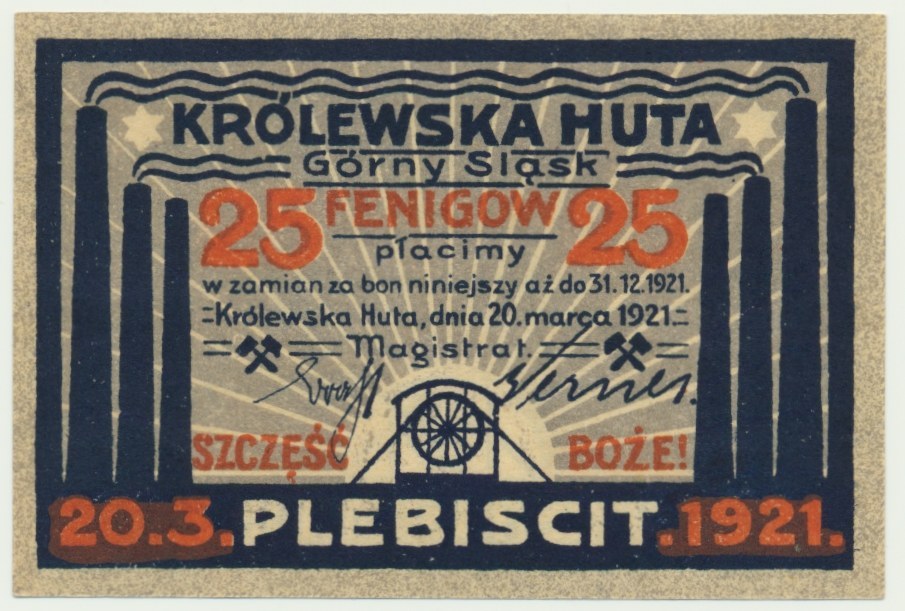 KRÓLEWSKA HUTA
Górny Śląsk
25 FENIGOW 25
płacimy
w zamian za bon niniejszy aż do 31.12.1921.
Królewska Huta, dnia 20. marca 1921.
Magistrat.
SZCZĘŚĆ BOŻE!
20.3. PLEBISCIT .1921.